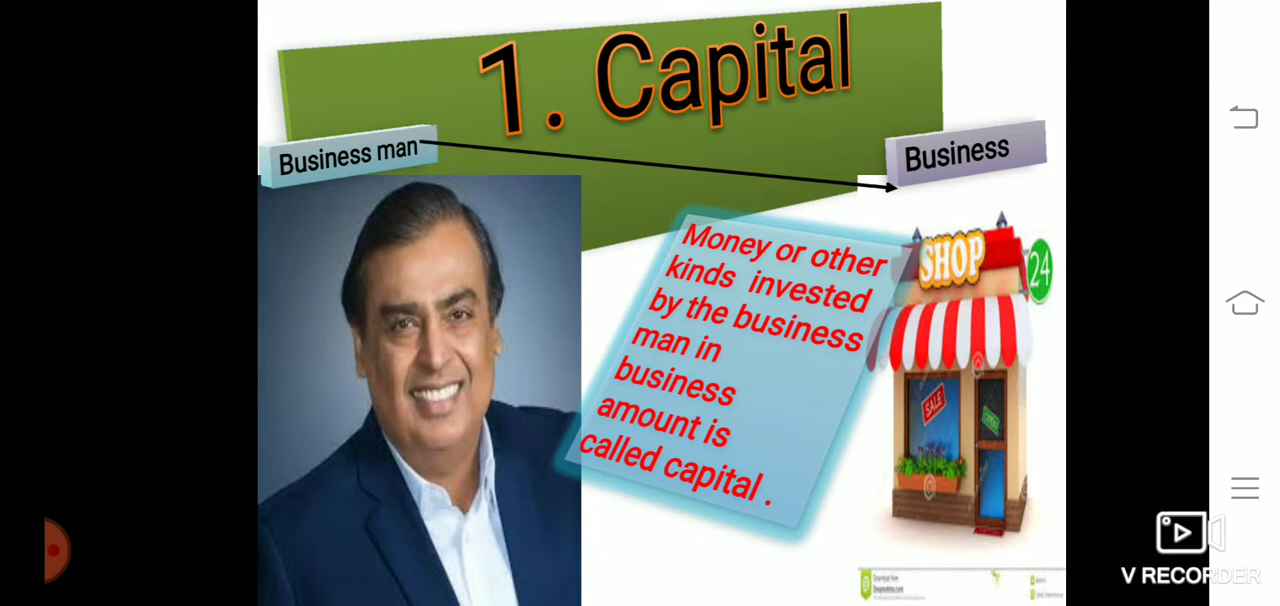 1. Capital
Business man
Business
Money or other
kinds invested
by the business
man in
business
amount is
called capital .
SHOP
24
SALE
V RECORDER